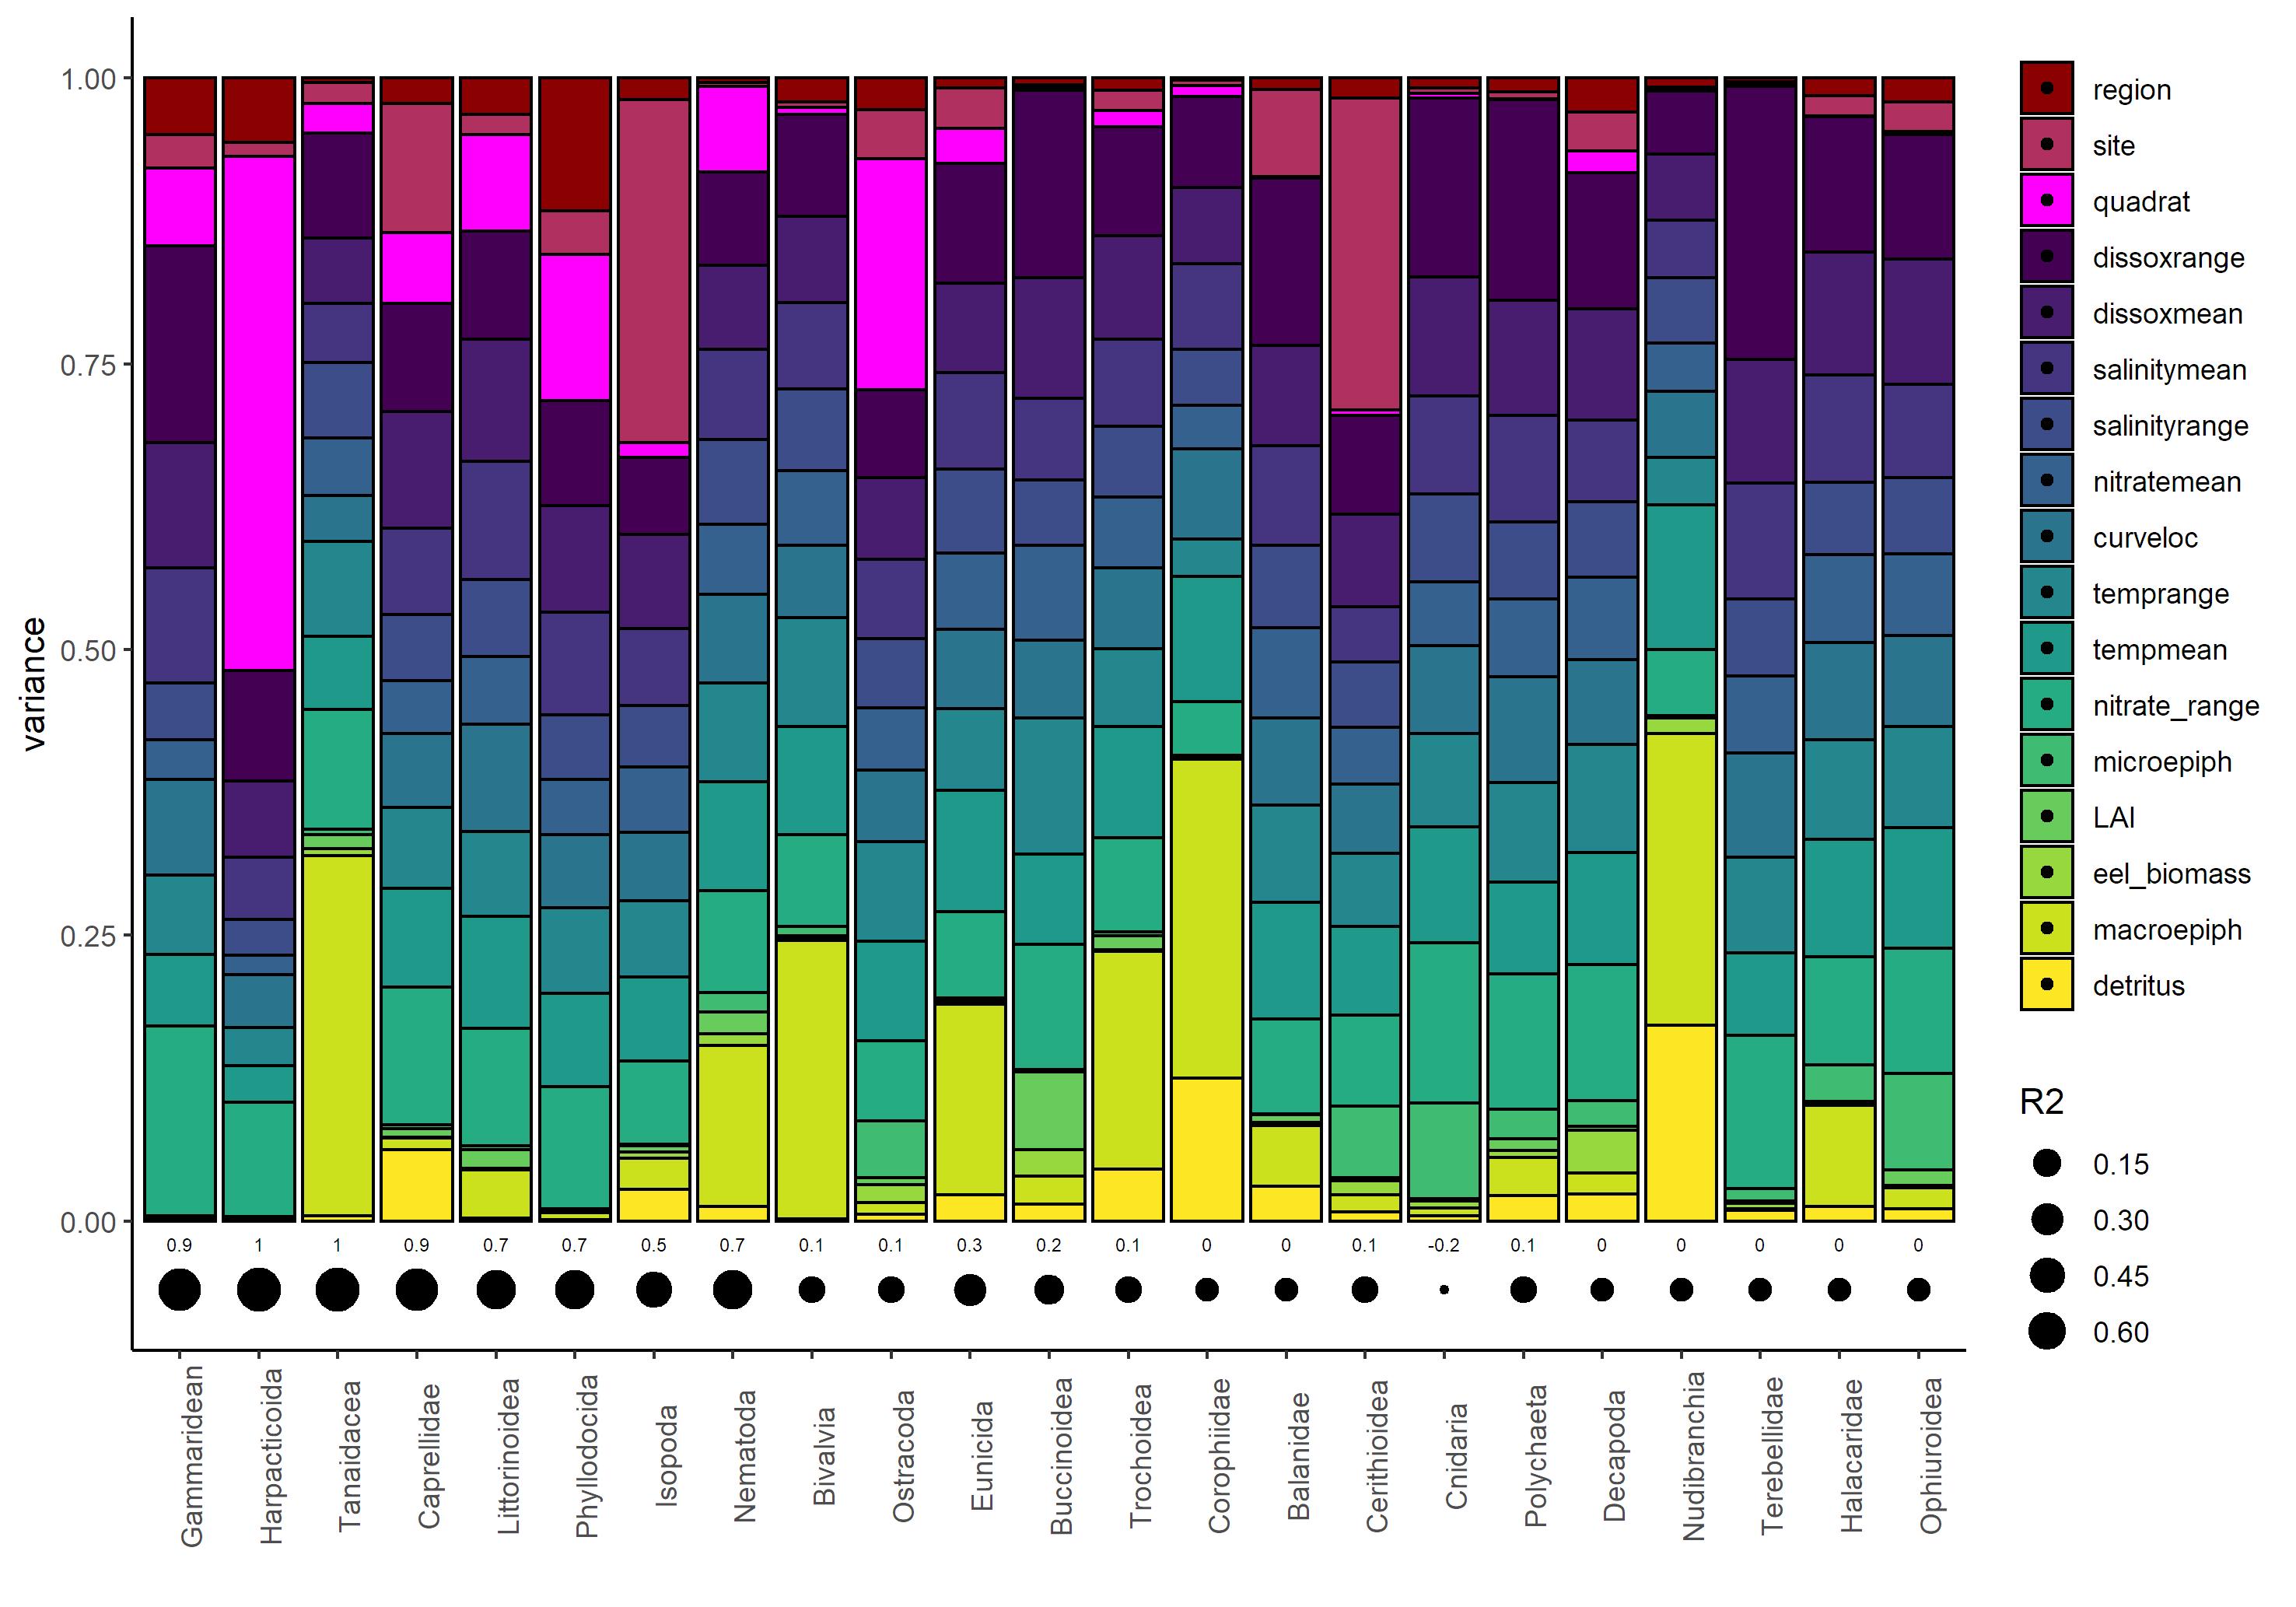 1.00
0.75
0.50
0.25
0.00
variance
0.9 1 1 0.9 0.7 0.7 0.5 0.7 0.1 0.1 0.3 0.2 0.1 0 0 0.1 -0.2 0.1 0 0 0 0 0
Gammaridean
Harpacticoida
Tanaidacea
Caprellidae
Littorinoidea
Phyllodocida
Isopoda
Nematoda
Bivalvia
Ostracoda
Eunicida
Buccinoidea
Trochoidea
Corophiidae
Balanidae
Cerithioidea
Cnidaria
Polychaeta
Decapoda
Nudibranchia
Terebellidae
Halacaridae
Ophiuroidea
region
site
quadrat
dissoxrange
dissoxmean
salinitymean
salinityrange
nitratemean
curveloc
temprange
tempmean
nitrate_range
microepiph
LAI
eel_biomass
macroepiph
detritus
R2
0.15
0.30
0.45
0.60